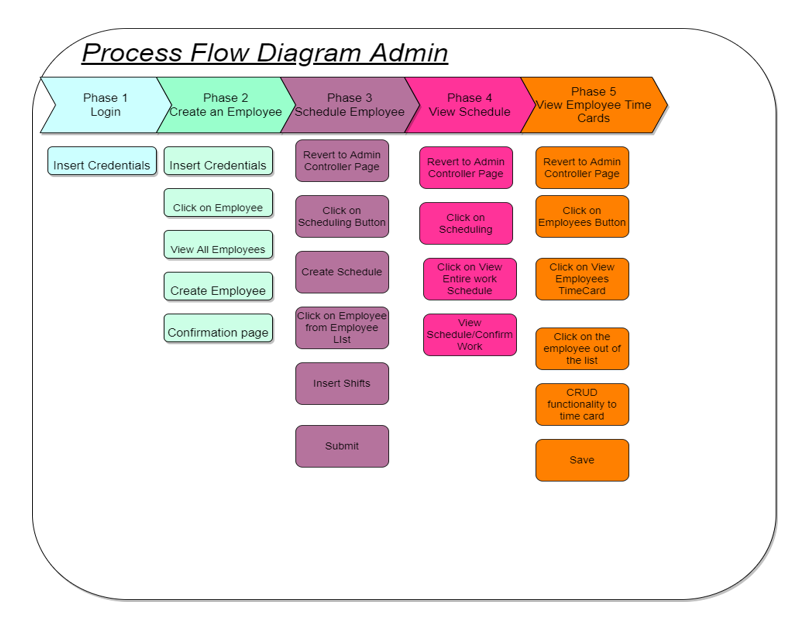 Process Flow Diagram Admin
Phase 1
Login
Phase 2
Create an Employee
Phase 3
Schedule Employee
Phase 4
View Schedule
Phase 5
View Employee Time
Cards
Insert Credentials
Insert Credentials
Click on Employee
View All Employees
Create Employee
Confirmation page
Revert to Admin
Controller Page
Click on
Scheduling Button
Create Schedule
Click on Employee
from Employee
LIst
Insert Shifts
Submit
Revert to Admin
Controller Page
Click on
Scheduling
Click on View
Entire work
Schedule
View
Schedule/Confirm
Work
Revert to Admin
Controller Page
Click on
Employees Button
Click on View
Employees
TimeCard
Click on the
employee out of
the list
CRUD
functionality to
time card
Save